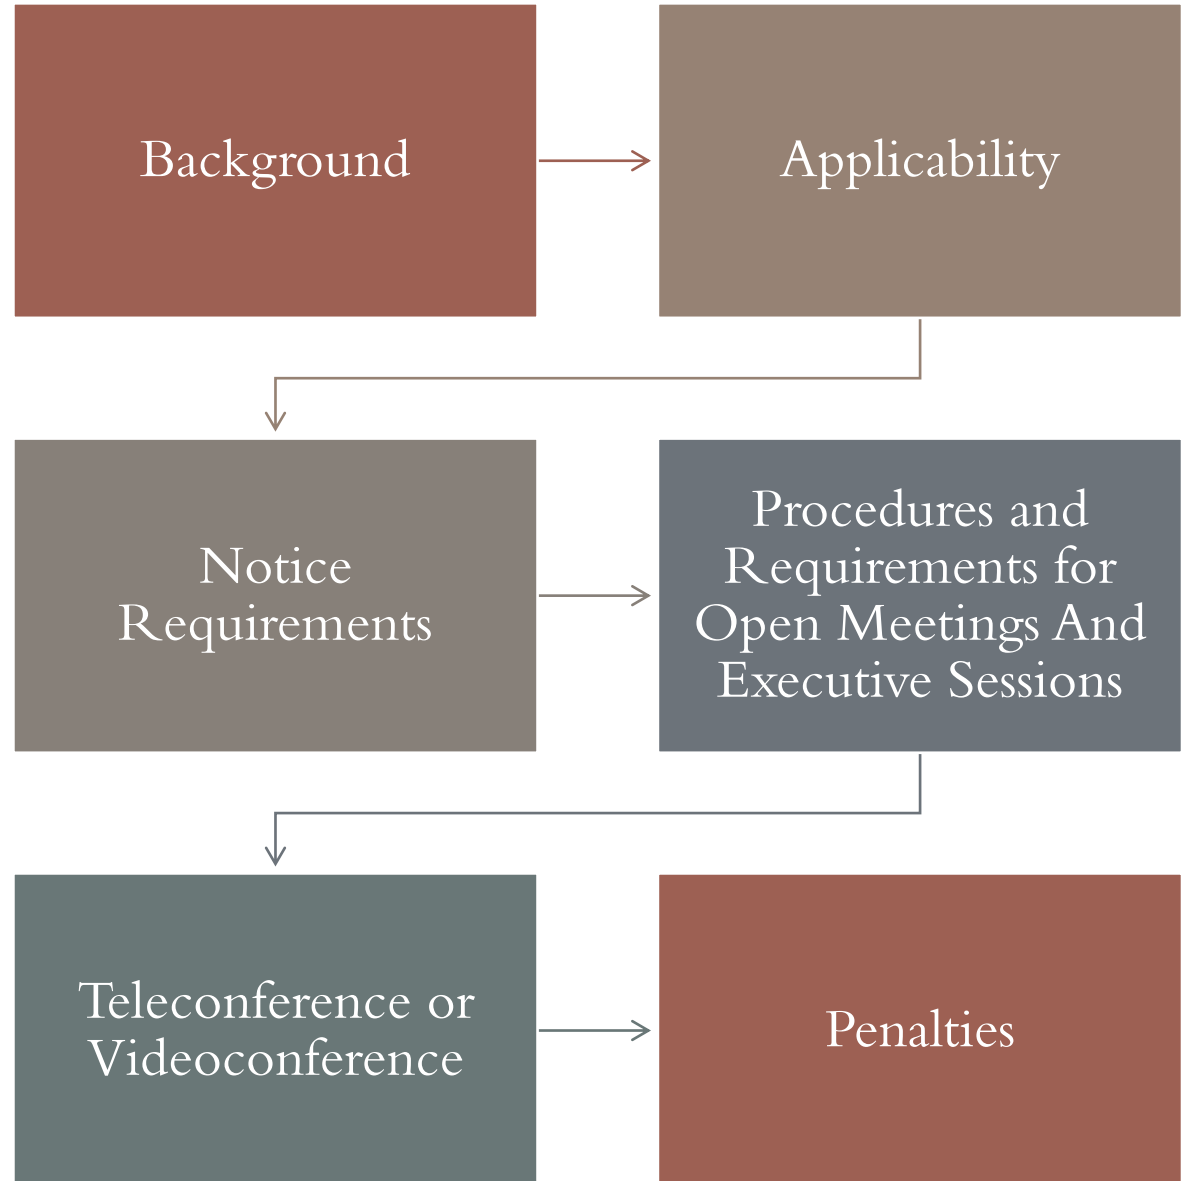 Background
Applicability
Notice
Requirements
Procedures and
Requirements for
Open Meetings And
Executive Sessions
Teleconference or
Videoconference
Penalties